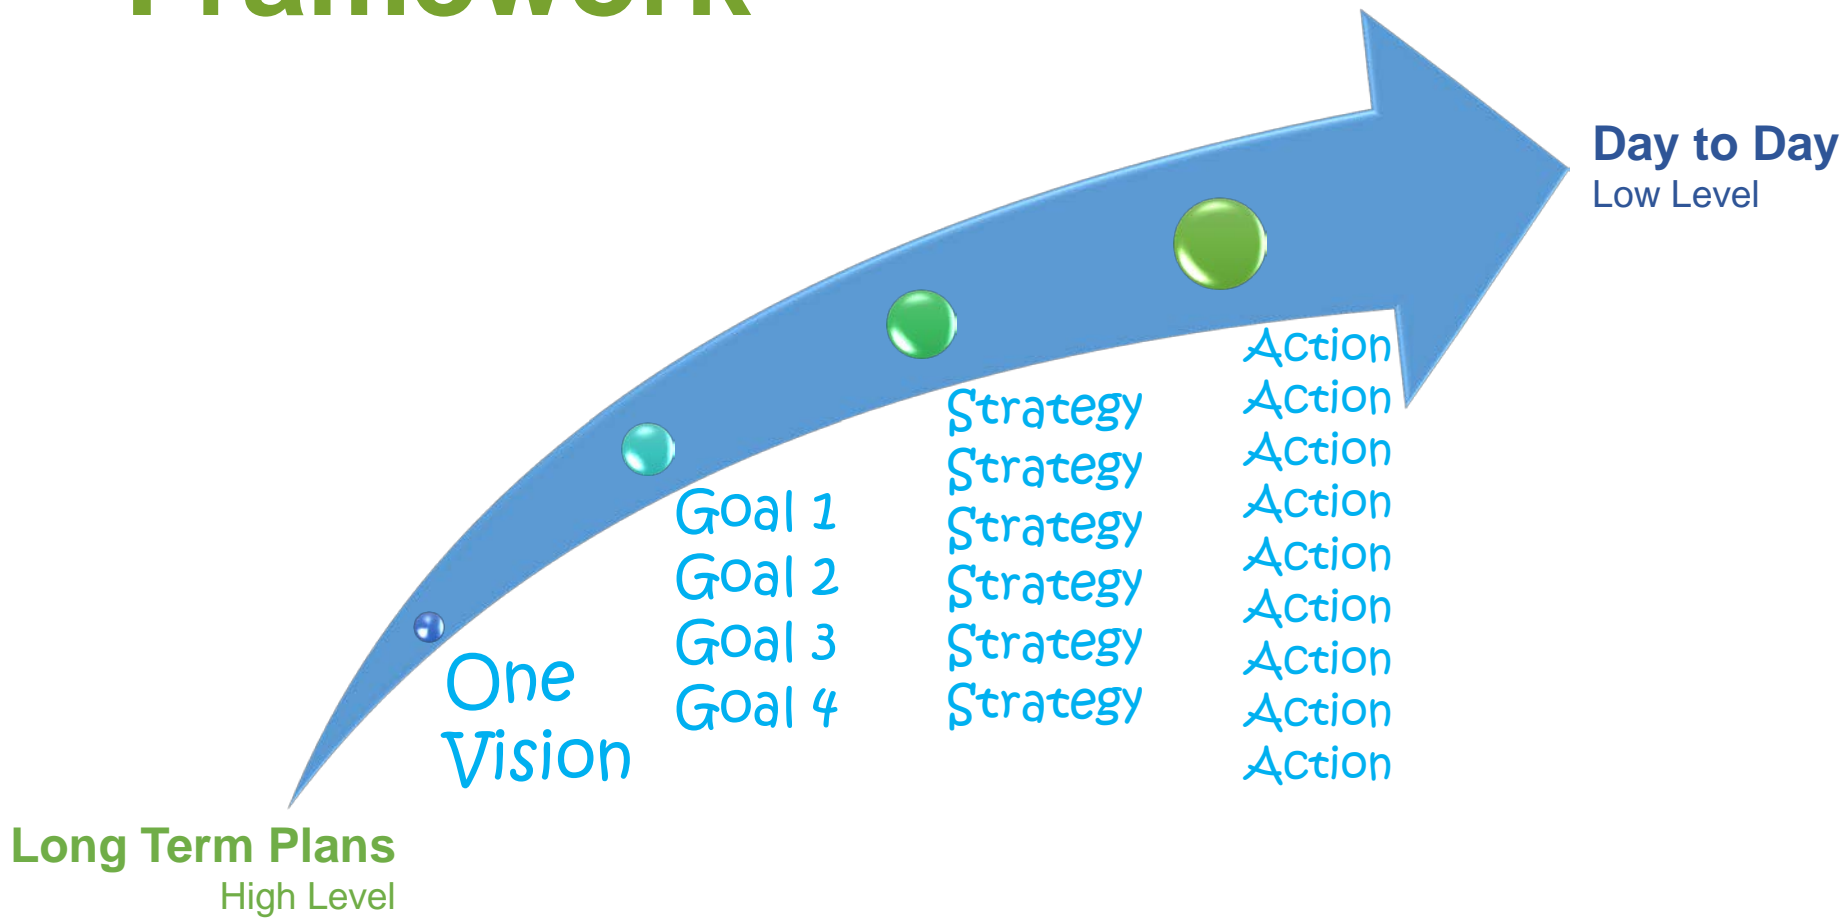 Framework
Day to Day
Low Level
One
Vision
Goal 1
Goal 2
Goal 3
Goal 4
Strategy
Strategy
Strategy
Strategy
Strategy
Strategy
Action
Action
Action
Action
Action
Action
Action
Action
Action
Long Term Plans
High Level